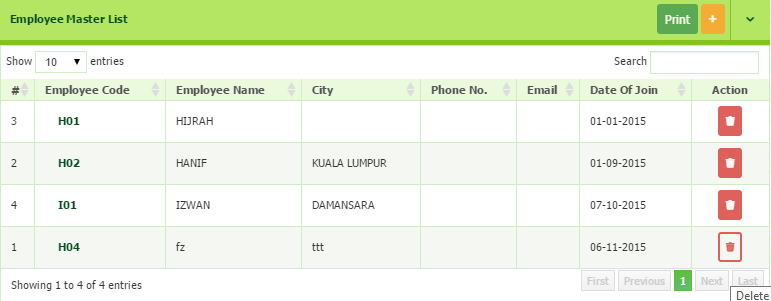 Employee Master List Print +
Show 10 entries Search
# Employee Code Employee Name City Phone No. Email Date Of Join Action
3 H01 HIJRAH 01-01-2015
2 H02 HANIF KUALA LUMPUR 01-09-2015
4 I01 IZWAN DAMANSARA 07-10-2015
1 H04 fz ttt 06-11-2015
Showing 1 to 4 of 4 entries First Previous 1 Next Last
Delete